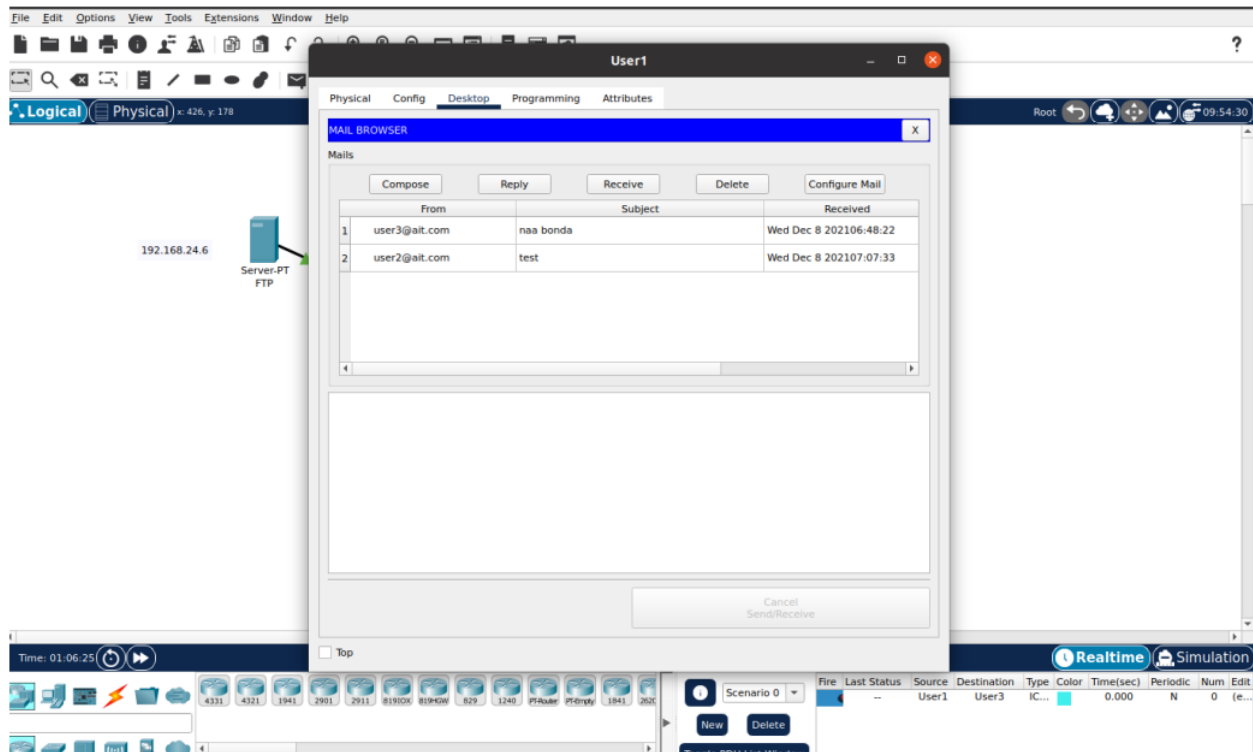 File Edit Options View Tools Extensions Window Help
?
User1
Logical Physical x: 426, y: 178
Root 09:54:30
Physical Config Desktop Programming Attributes
MAIL BROWSER X
Mails
Compose Reply Receive Delete Configure Mail
From Subject Received
1 user3@ait.com naa bonda Wed Dec 8 202106:48:22
2 user2@ait.com test Wed Dec 8 202107:07:33
192.168.24.6
Server-PT
FTP
Cancel
Send/Receive
Top
Time: 01:06:25
Realtime Simulation
4331 4321 1941 2901 2911 819IOX 819HGW 829 1240 PT-Router PT-Empty 1841
Scenario 0
New Delete
Fire Last Status Source Destination Type Color Time(sec) Periodic Num Edit
-- User1 User3 IC... 0.000 N 0 (e...